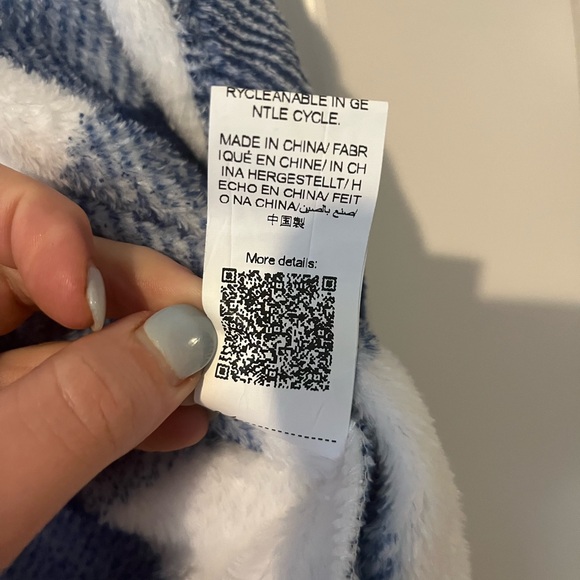 RYCLEANABLE IN GE
NTLE CYCLE.
MADE IN CHINA/ FABR
IQUÉ EN CHINE/ IN CH
INA HERGESTELLT/ H
ECHO EN CHINA/ FEIT
O NA CHINA/صنع بالصين/
中国製
More details: